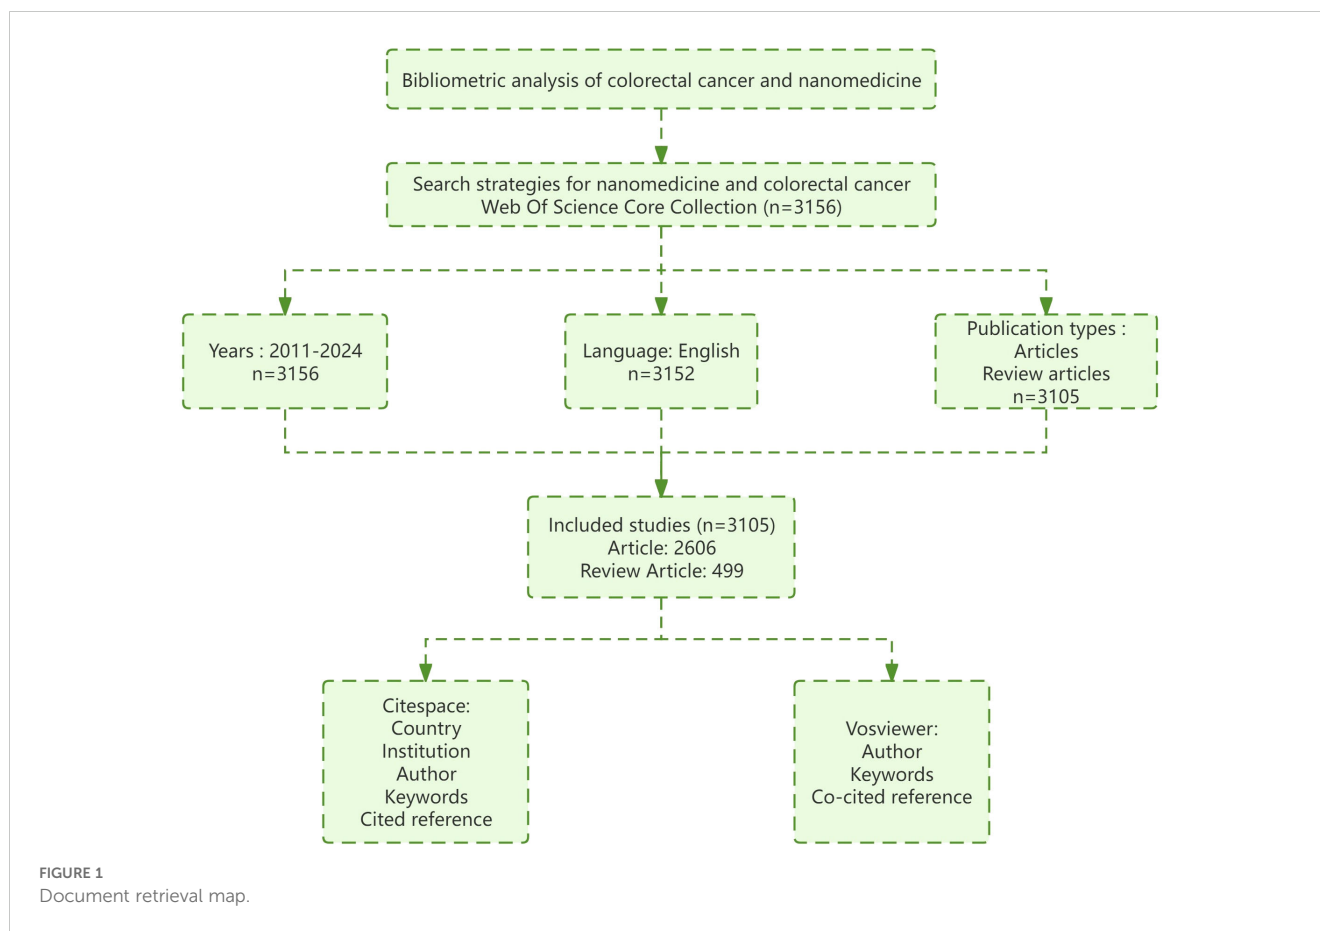 Bibliometric analysis of colorectal cancer and nanomedicine
Search strategies for nanomedicine and colorectal cancer
Web Of Science Core Collection (n=3156)
Years : 2011-2024
n=3156
Language: English
n=3152
Publication types :
Articles
Review articles
n=3105
Included studies (n=3105)
Article: 2606
Review Article: 499
Citespace:
Country
Institution
Author
Keywords
Cited reference
Vosviewer:
Author
Keywords
Co-cited reference
FIGURE 1
Document retrieval map.